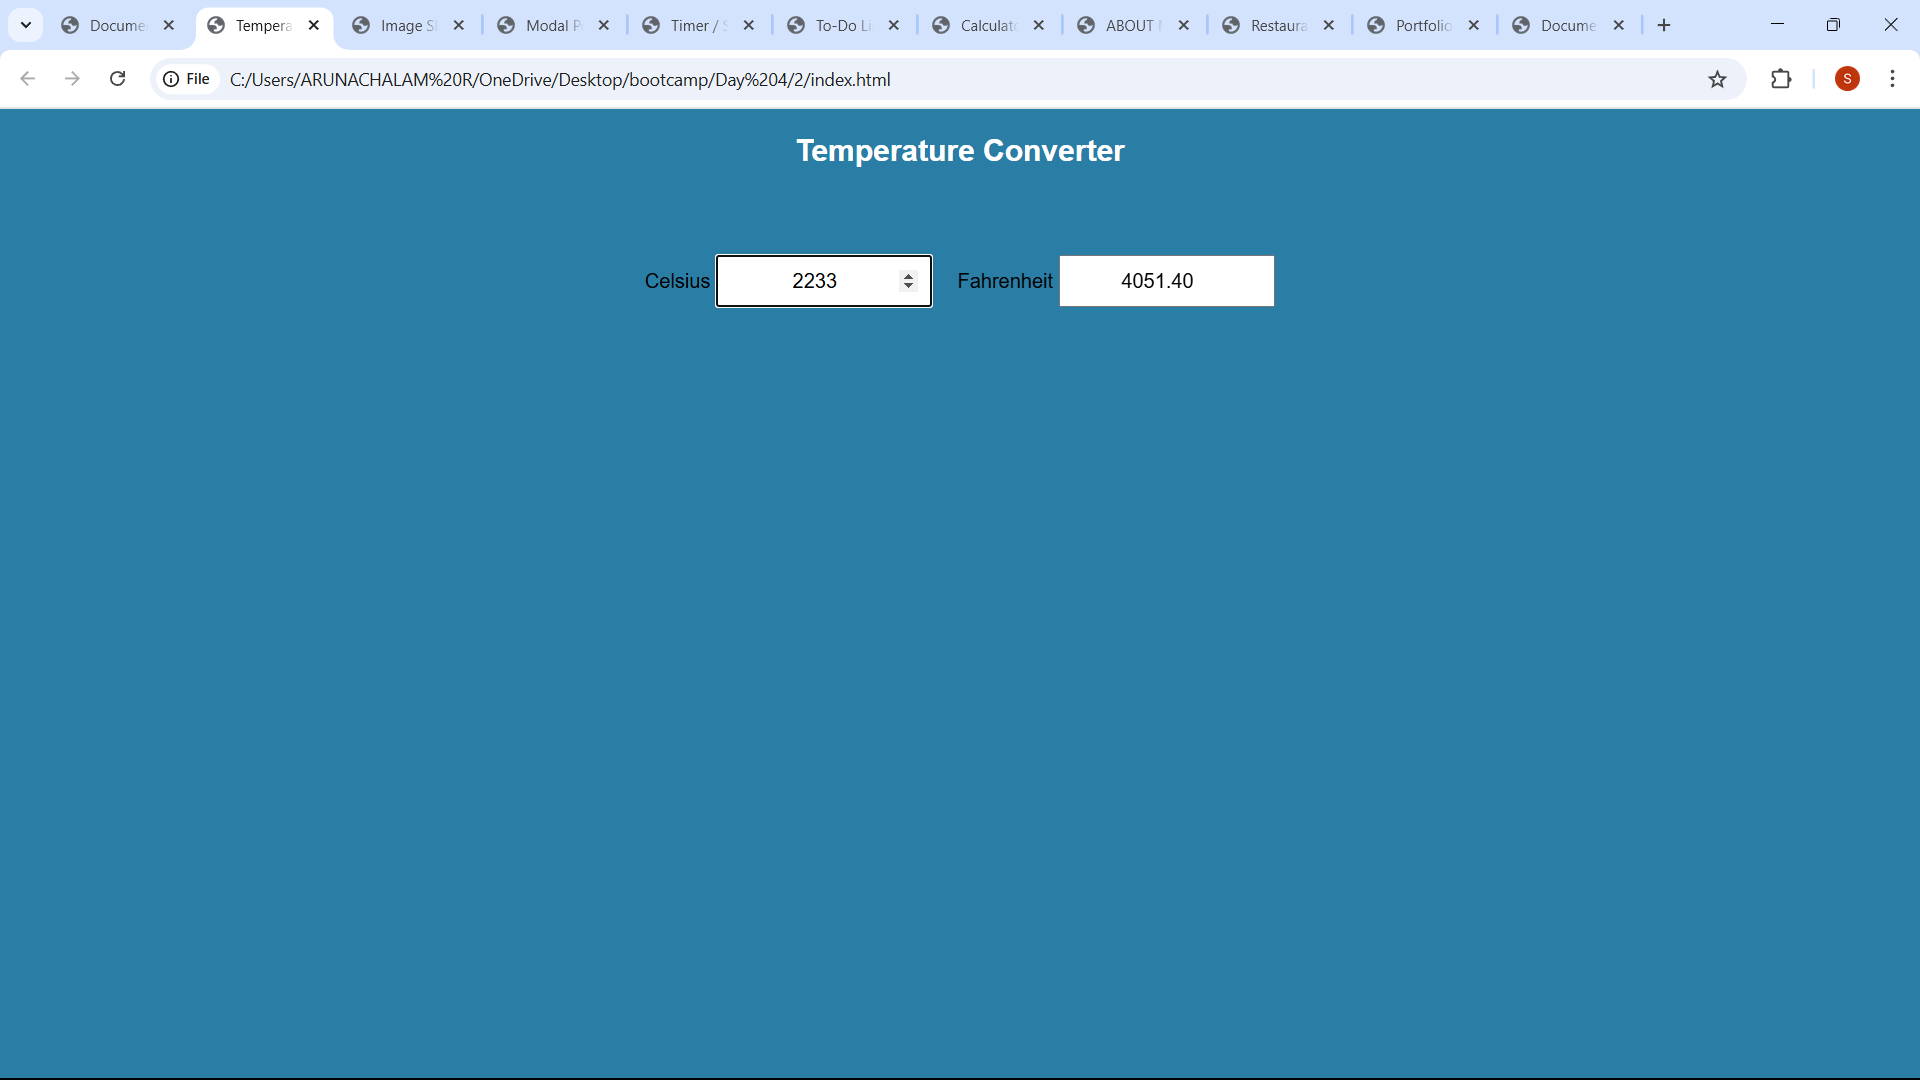 Docume Tempera Image S Modal P Timer / S To-Do Li Calculat ABOUT Restaura Portfolio Docume
File C:/Users/ARUNACHALAM%20R/OneDrive/Desktop/bootcamp/Day%204/2/index.html S
Temperature Converter
Celsius 2233 Fahrenheit 4051.40